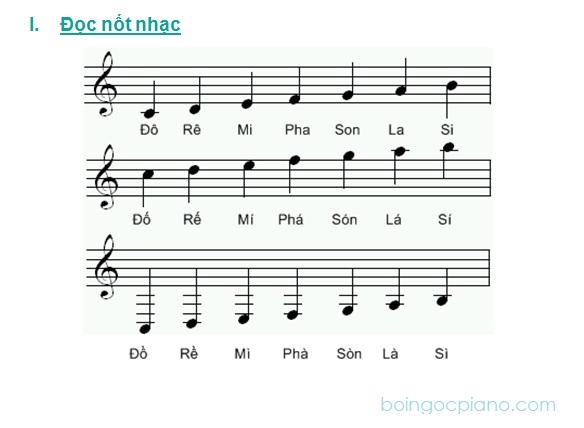 I. Đọc nốt nhạc
Đô Rê Mi Pha Son La Si
Đố Rế Mí Phá Són Lá Sí
Đồ Rề Mì Phà Sòn Là Sì
boingocpiano.com